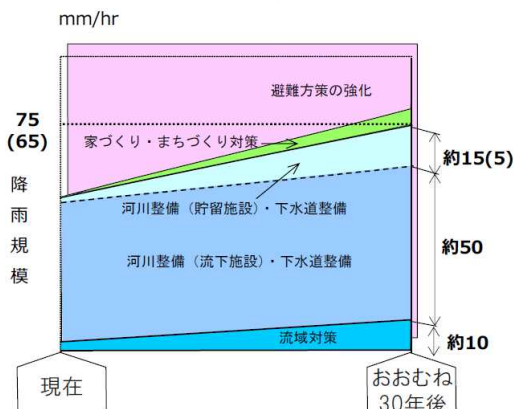 mm/hr
避難方策の強化
75
(65)
家づくり・まちづくり対策
約15(5)
降雨規模
河川整備（貯留施設）・下水道整備
約50
河川整備（流下施設）・下水道整備
流域対策
約10
現在
おおむね
30年後